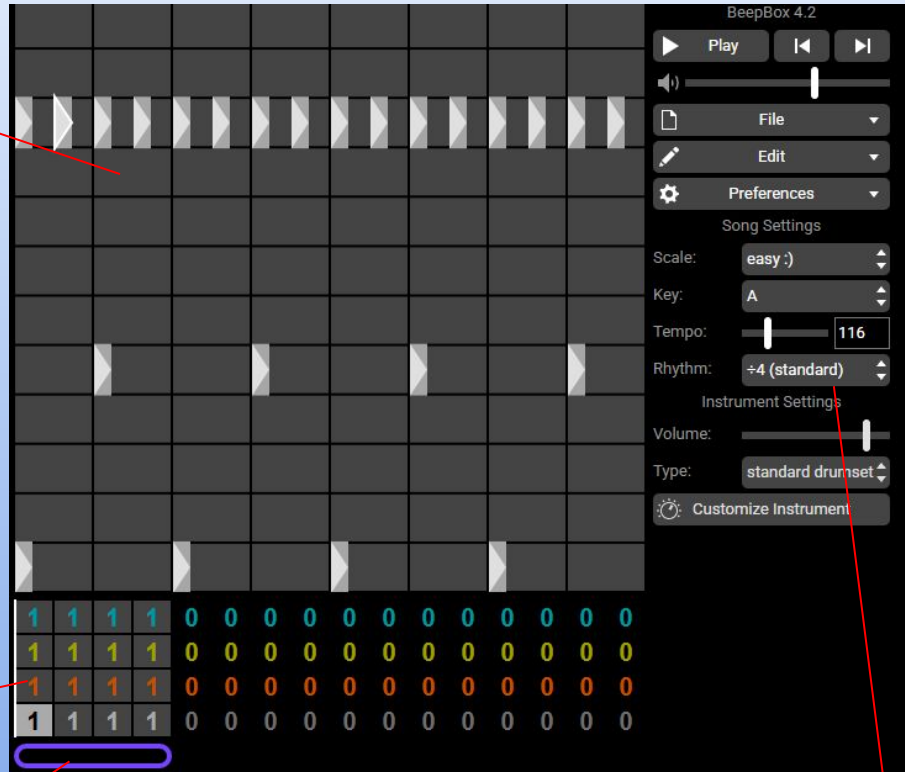 BeepBox 4.2
Play
File
Edit
Preferences
Song Settings
Scale: easy :)
Key: A
Tempo: 116
Rhythm: ÷4 (standard)
Instrument Settings
Volume:
Type: standard drumset
Customize Instrument
1 1 1 1 0 0 0 0 0 0 0 0 0 0 0 0
1 1 1 1 0 0 0 0 0 0 0 0 0 0 0 0
1 1 1 1 0 0 0 0 0 0 0 0 0 0 0 0
1 1 1 1 0 0 0 0 0 0 0 0 0 0 0 0